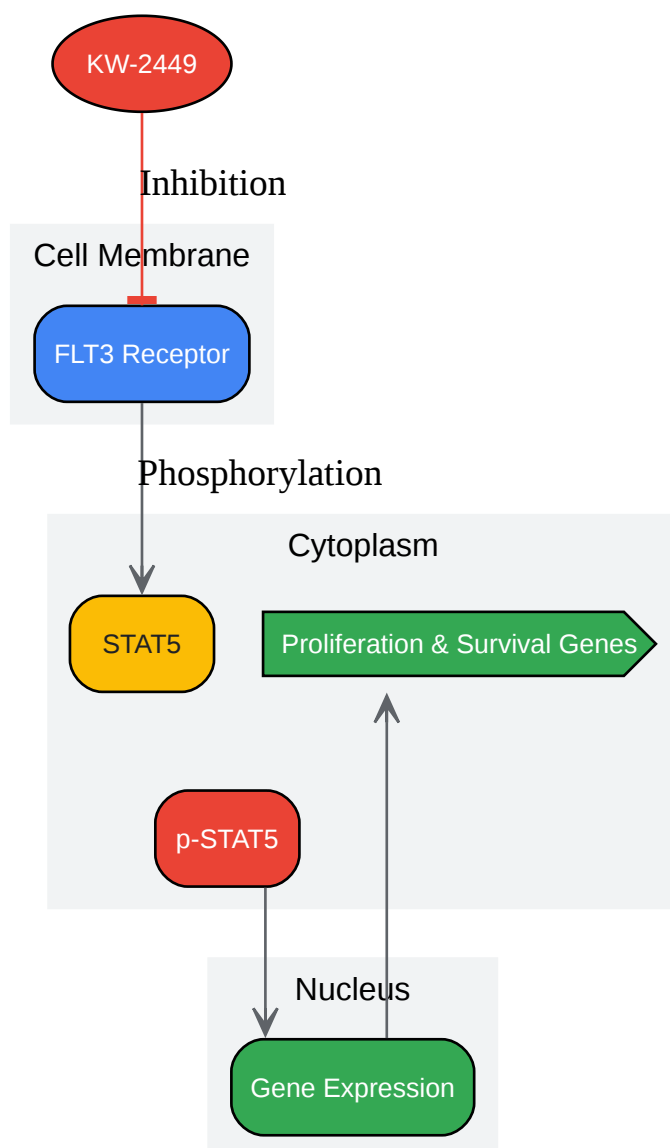 KW-2449
Inhibition
Cell Membrane
FLT3 Receptor
Phosphorylation
Cytoplasm
STAT5
Proliferation & Survival Genes
p-STAT5
Nucleus
Gene Expression